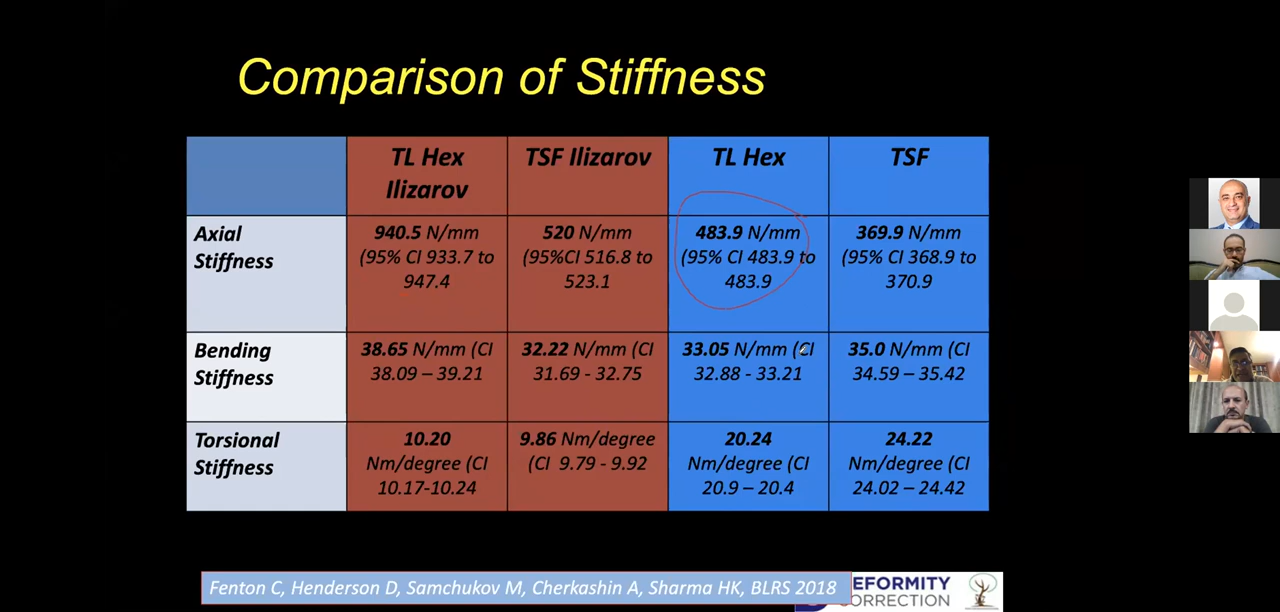 Comparison of Stiffness
TL Hex
Ilizarov
TSF Ilizarov
TL Hex
TSF
Axial
Stiffness
940.5 N/mm
(95% CI 933.7 to
947.4
520 N/mm
(95%CI 516.8 to
523.1
483.9 N/mm
(95% CI 483.9 to
483.9
369.9 N/mm
(95% CI 368.9 to
370.9
Bending
Stiffness
38.65 N/mm (CI
38.09 – 39.21
32.22 N/mm (CI
31.69 - 32.75
33.05 N/mm (CI
32.88 - 33.21
35.0 N/mm (CI
34.59 – 35.42
Torsional
Stiffness
10.20
Nm/degree (CI
10.17-10.24
9.86 Nm/degree
(CI 9.79 - 9.92
20.24
Nm/degree (CI
20.9 – 20.4
24.22
Nm/degree (CI
24.02 – 24.42
Fenton C, Henderson D, Samchukov M, Cherkashin A, Sharma HK, BLRS 2018
EFORMITY
CORRECTION